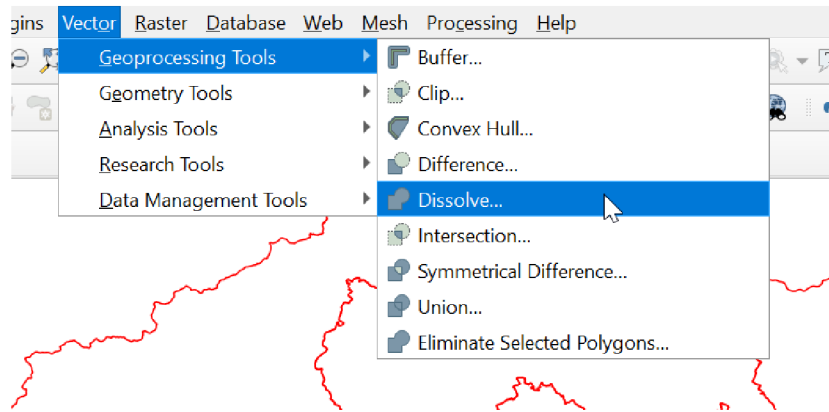 gins Vector Raster Database Web Mesh Processing Help
Geoprocessing Tools
Geometry Tools
Analysis Tools
Research Tools
Data Management Tools
Buffer...
Clip...
Convex Hull...
Difference...
Dissolve...
Intersection...
Symmetrical Difference...
Union...
Eliminate Selected Polygons...